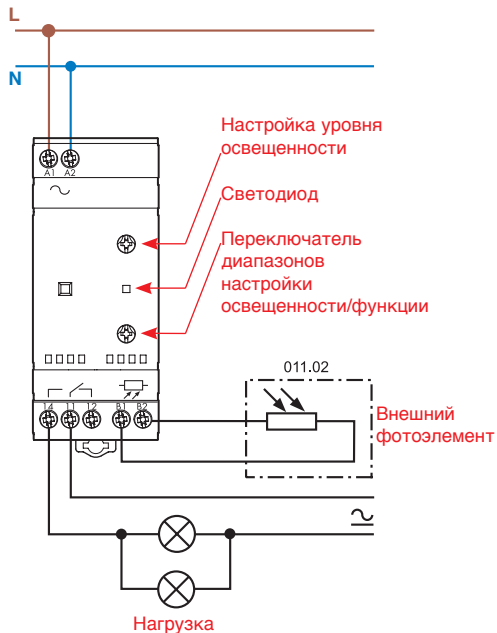 L
N
A1 A2
Настройка уровня
освещенности
Светодиод
Переключатель
диапазонов
настройки
освещенности/функции
14 11 12 B1 B2
011.02
Внешний
фотоэлемент
Нагрузка